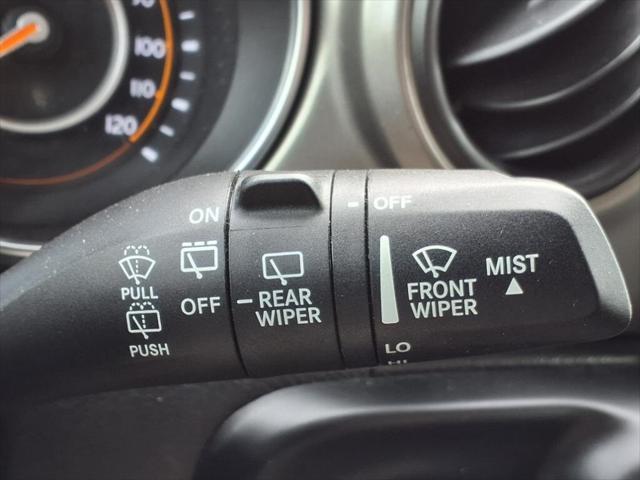 100
110
120
ON
OFF
PULL
PUSH
REAR
WIPER
OFF
FRONT
WIPER
MIST
LO